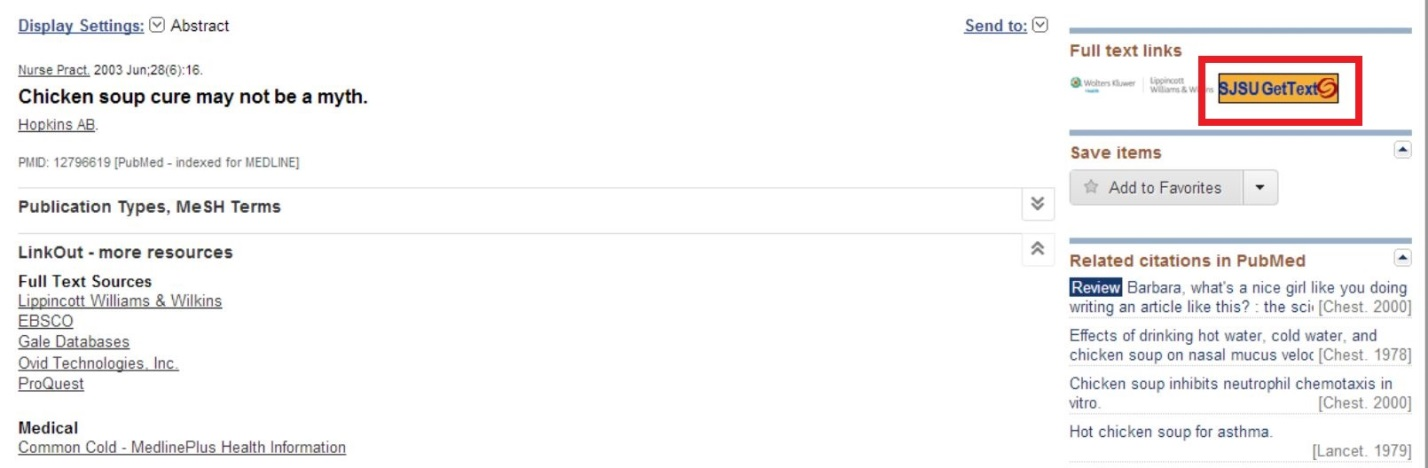 Display Settings: Abstract
Send to:
Nurse Pract. 2003 Jun;28(6):16.
Chicken soup cure may not be a myth.
Hopkins AB.
PMID: 12796619 [PubMed - indexed for MEDLINE]
Publication Types, MeSH Terms
LinkOut - more resources
Full Text Sources
Lippincott Williams & Wilkins
EBSCO
Gale Databases
Ovid Technologies, Inc.
ProQuest
Medical
Common Cold - MedlinePlus Health Information
Full text links
Wolters Kluwer
Health
Lippincott
Williams & W
SJSU GetText
Save items
Add to Favorites
Related citations in PubMed
Review Barbara, what's a nice girl like you doing
writing an article like this? : the sci [Chest. 2000]
Effects of drinking hot water, cold water, and
chicken soup on nasal mucus veloc [Chest. 1978]
Chicken soup inhibits neutrophil chemotaxis in
vitro. [Chest. 2000]
Hot chicken soup for asthma.
[Lancet. 1979]